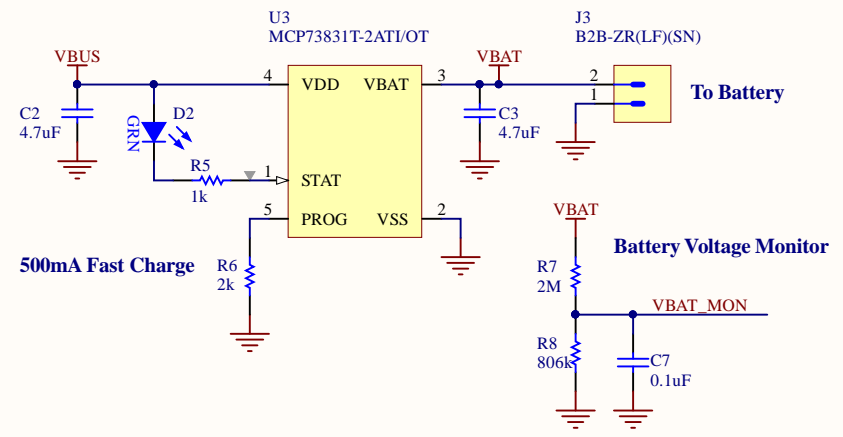 U3
MCP73831T-2ATI/OT
J3
B2B-ZR(LF)(SN)
VBUS
VBAT
4
VDD
VBAT
3
2
1
To Battery
C2
4.7uF
GRN
D2
C3
4.7uF
R5
1k
1
STAT
5
PROG
VSS
2
VBAT
500mA Fast Charge
R6
2k
Battery Voltage Monitor
R7
2M
VBAT_MON
R8
806k
C7
0.1uF